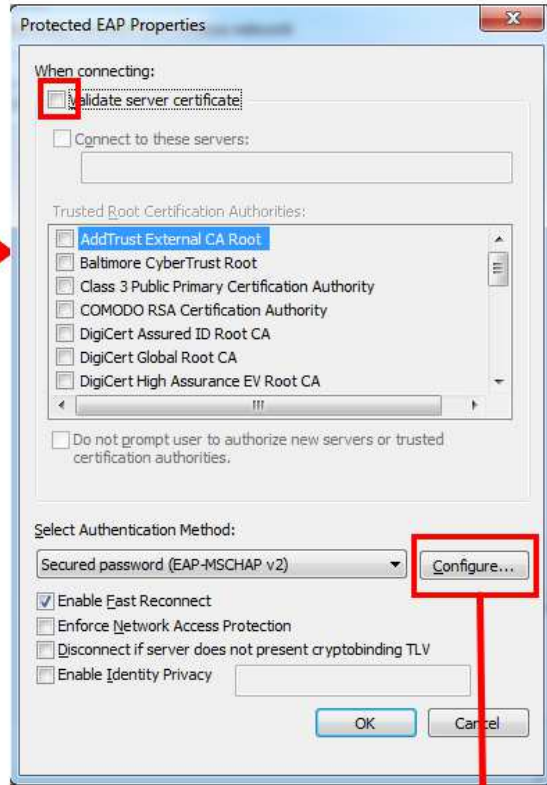 Protected EAP Properties
When connecting:
Validate server certificate
Connect to these servers:
Trusted Root Certification Authorities:
AddTrust External CA Root
Baltimore CyberTrust Root
Class 3 Public Primary Certification Authority
COMODO RSA Certification Authority
DigiCert Assured ID Root CA
DigiCert Global Root CA
DigiCert High Assurance EV Root CA
Do not prompt user to authorize new servers or trusted
certification authorities.
Select Authentication Method:
Secured password (EAP-MSCHAP v2)
Configure...
Enable Fast Reconnect
Enforce Network Access Protection
Disconnect if server does not present cryptobinding TLV
Enable Identity Privacy
OK
Cancel